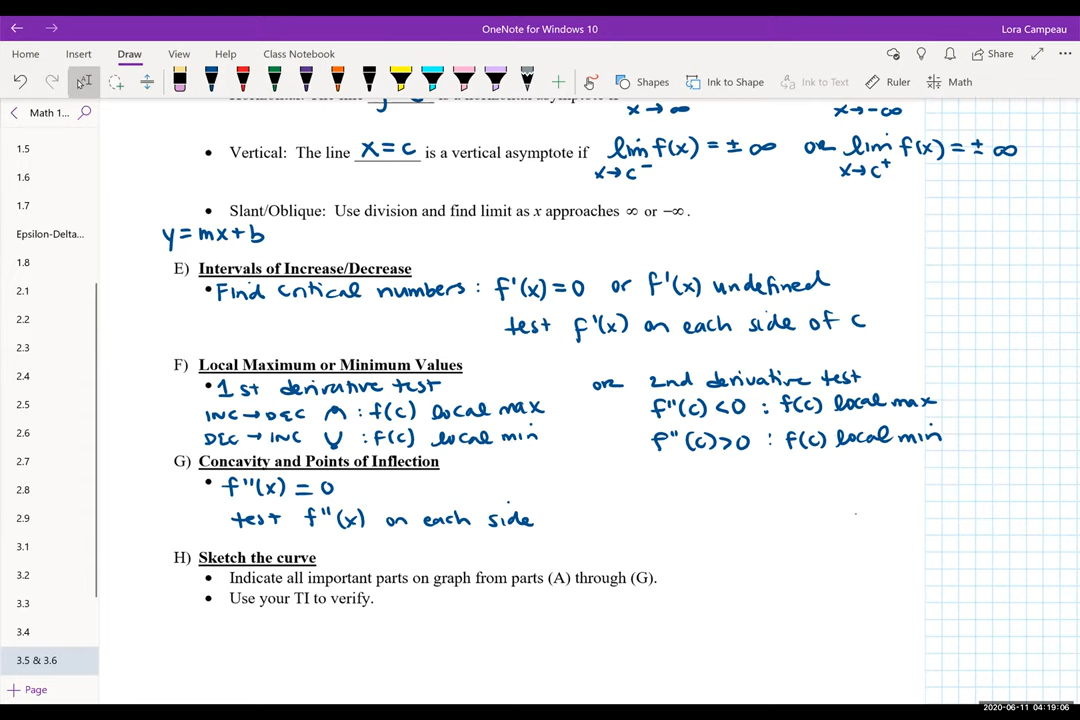 OneNote for Windows 10
Lora Campeau
Home Insert Draw View Help Class Notebook
Share
Shapes Ink to Shape Ink to Text Ruler Math
Math 1...
1.5
1.6
1.7
Epsilon-Delta...
1.8
2.1
2.2
2.3
2.4
2.5
2.6
2.7
2.8
2.9
3.1
3.2
3.3
3.4
3.5 & 3.6
Page
x→∞ x→-∞
• Vertical: The line x=c is a vertical asymptote if lim f(x) = ±∞ or lim f(x) = ±∞
x→c⁻ x→c⁺
• Slant/Oblique: Use division and find limit as x approaches ∞ or −∞.
y=mx+b
E) Intervals of Increase/Decrease
• Find critical numbers: f'(x)=0 or f'(x) undefined
test f'(x) on each side of c
F) Local Maximum or Minimum Values
• 1st derivative test or 2nd derivative test
INC→DEC ∩ : f(c) local max f''(c)<0 : f(c) local max
DEC→INC ∪ : f(c) local min f''(c)>0 : f(c) local min
G) Concavity and Points of Inflection
• f''(x) = 0
test f''(x) on each side
H) Sketch the curve
• Indicate all important parts on graph from parts (A) through (G).
• Use your TI to verify.
2020-06-11 04:19:06